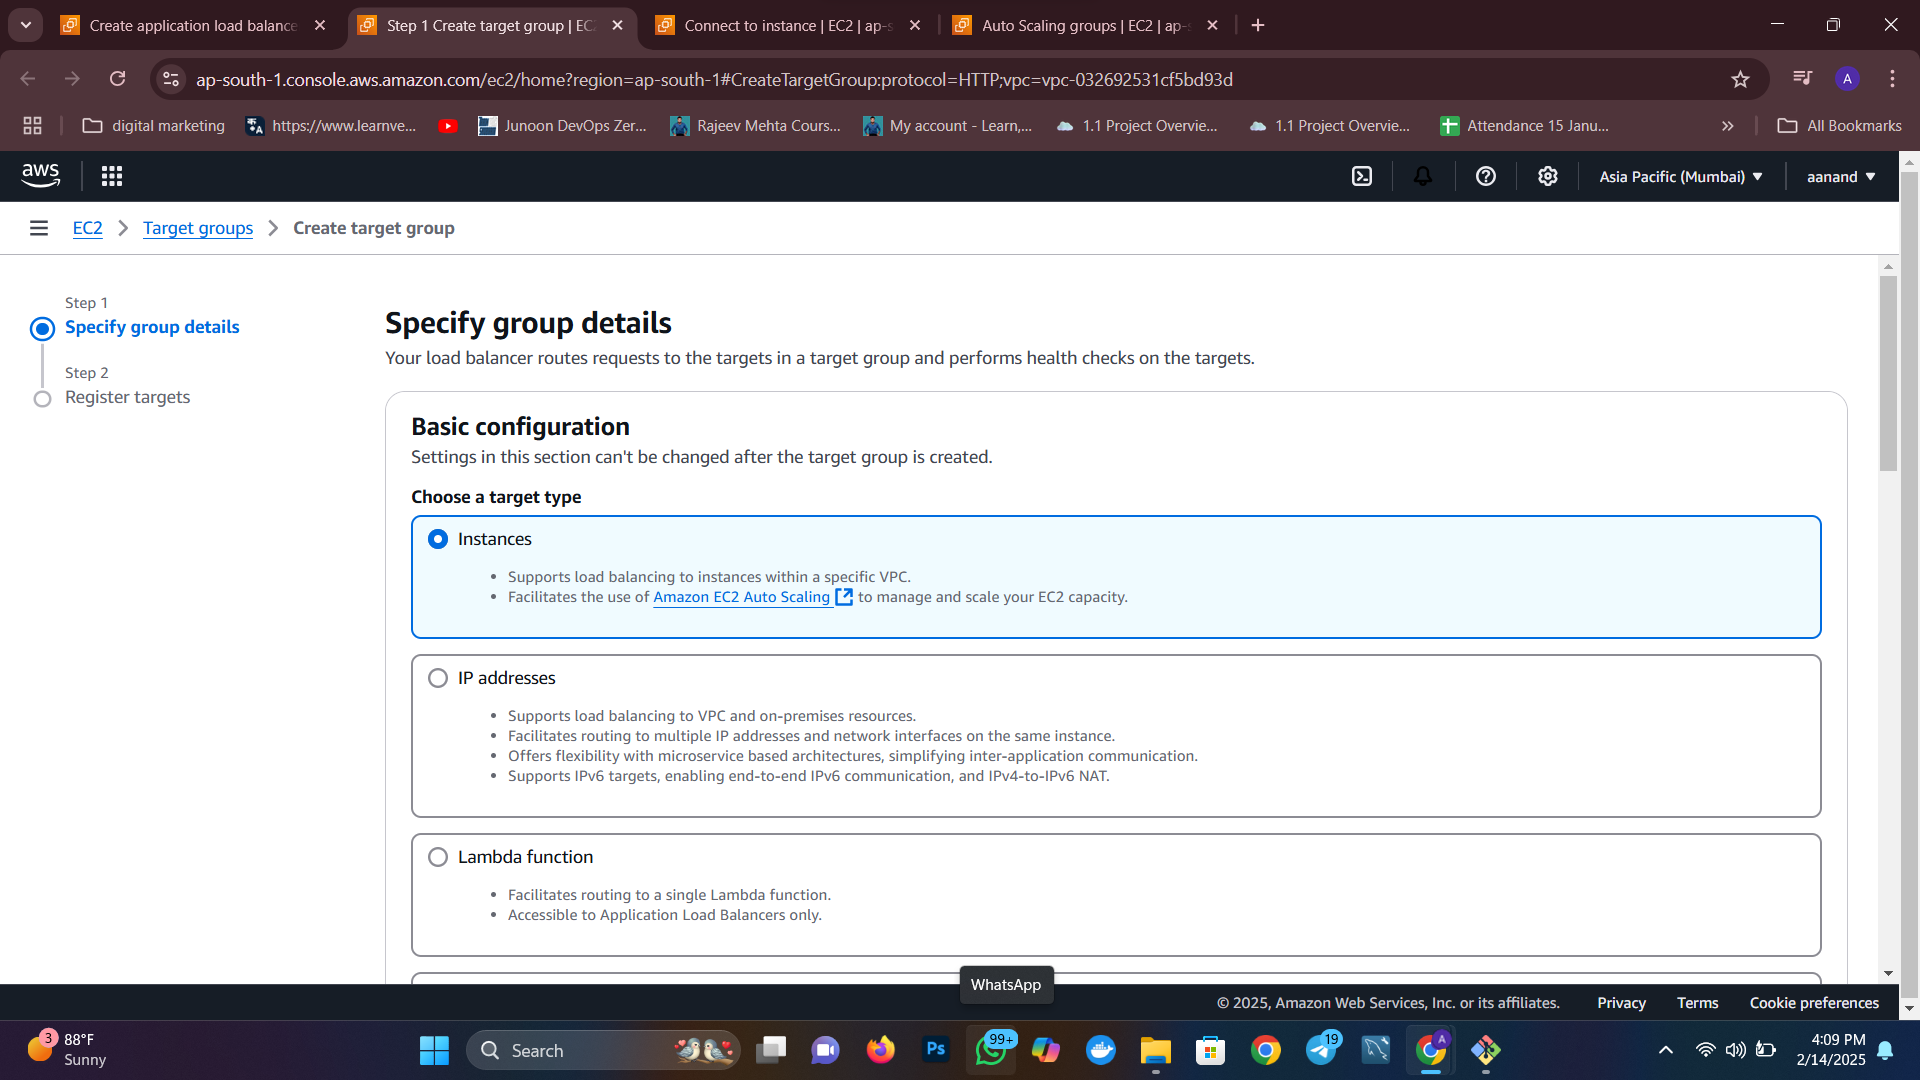 Create application load balance
Step 1 Create target group | EC
Connect to instance | EC2 | ap-s
Auto Scaling groups | EC2 | ap-s
ap-south-1.console.aws.amazon.com/ec2/home?region=ap-south-1#CreateTargetGroup:protocol=HTTP;vpc=vpc-032692531cf5bd93d
A
digital marketing
https://www.learnve...
Junoon DevOps Zer...
Rajeev Mehta Cours...
My account - Learn,...
1.1 Project Overvie...
1.1 Project Overvie...
Attendance 15 Janu...
All Bookmarks
aws
Asia Pacific (Mumbai)
aanand
EC2
Target groups
Create target group
Step 1
Specify group details
Step 2
Register targets
Specify group details
Your load balancer routes requests to the targets in a target group and performs health checks on the targets.
Basic configuration
Settings in this section can't be changed after the target group is created.
Choose a target type
Instances
• Supports load balancing to instances within a specific VPC.
• Facilitates the use of Amazon EC2 Auto Scaling to manage and scale your EC2 capacity.
IP addresses
• Supports load balancing to VPC and on-premises resources.
• Facilitates routing to multiple IP addresses and network interfaces on the same instance.
• Offers flexibility with microservice based architectures, simplifying inter-application communication.
• Supports IPv6 targets, enabling end-to-end IPv6 communication, and IPv4-to-IPv6 NAT.
Lambda function
• Facilitates routing to a single Lambda function.
• Accessible to Application Load Balancers only.
WhatsApp
© 2025, Amazon Web Services, Inc. or its affiliates.
Privacy
Terms
Cookie preferences
3
88°F
Sunny
Search
Ps
99+
19
A
4:09 PM
2/14/2025